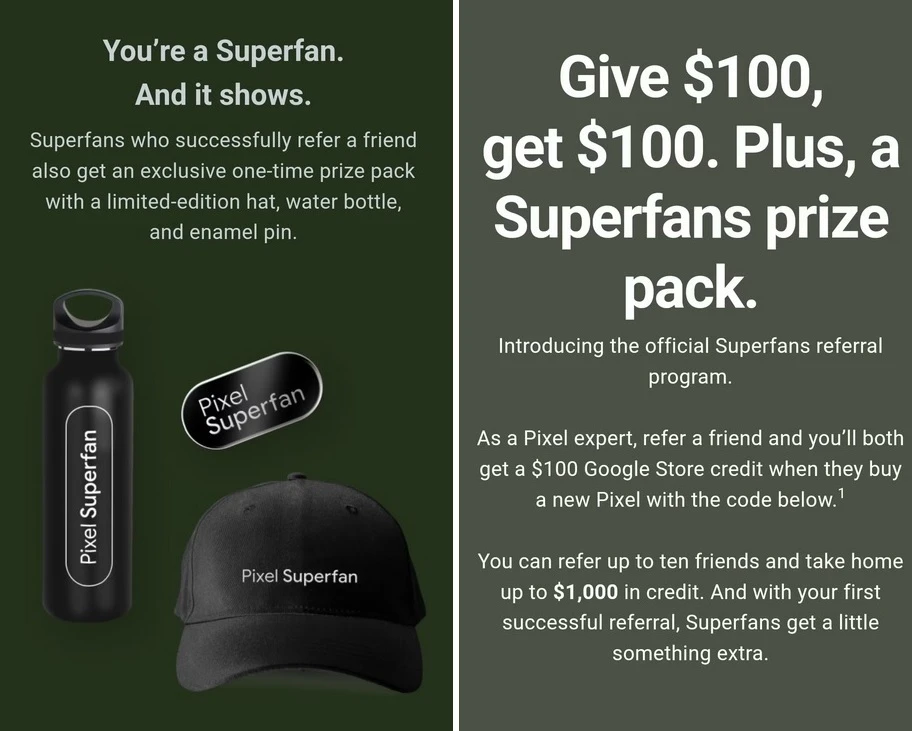 You’re a Superfan.
And it shows.
Superfans who successfully refer a friend
also get an exclusive one-time prize pack
with a limited-edition hat, water bottle,
and enamel pin.
Pixel Superfan
Pixel
Superfan
Pixel Superfan
Give $100,
get $100. Plus, a
Superfans prize
pack.
Introducing the official Superfans referral
program.
As a Pixel expert, refer a friend and you’ll both
get a $100 Google Store credit when they buy
a new Pixel with the code below.1
You can refer up to ten friends and take home
up to $1,000 in credit. And with your first
successful referral, Superfans get a little
something extra.